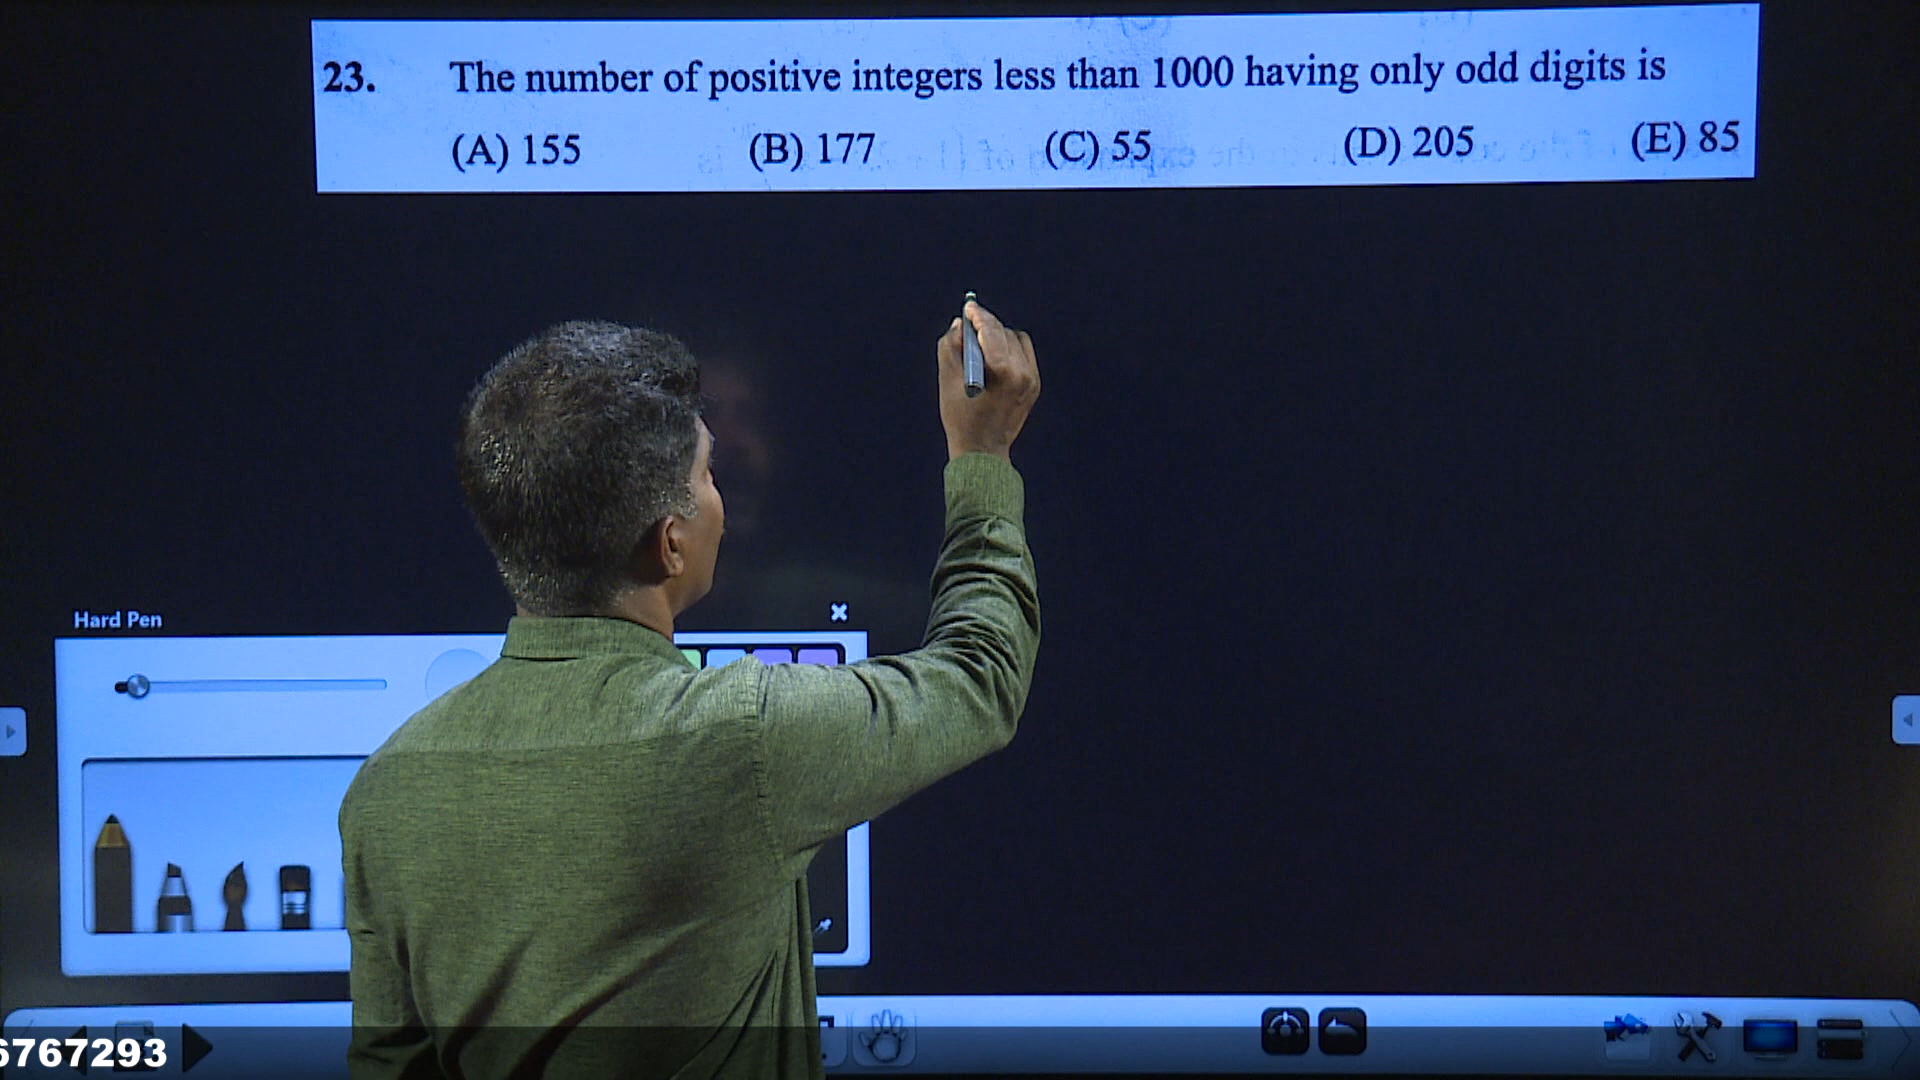 23. The number of positive integers less than 1000 having only odd digits is
(A) 155 (B) 177 (C) 55 (D) 205 (E) 85
Hard Pen
6767293